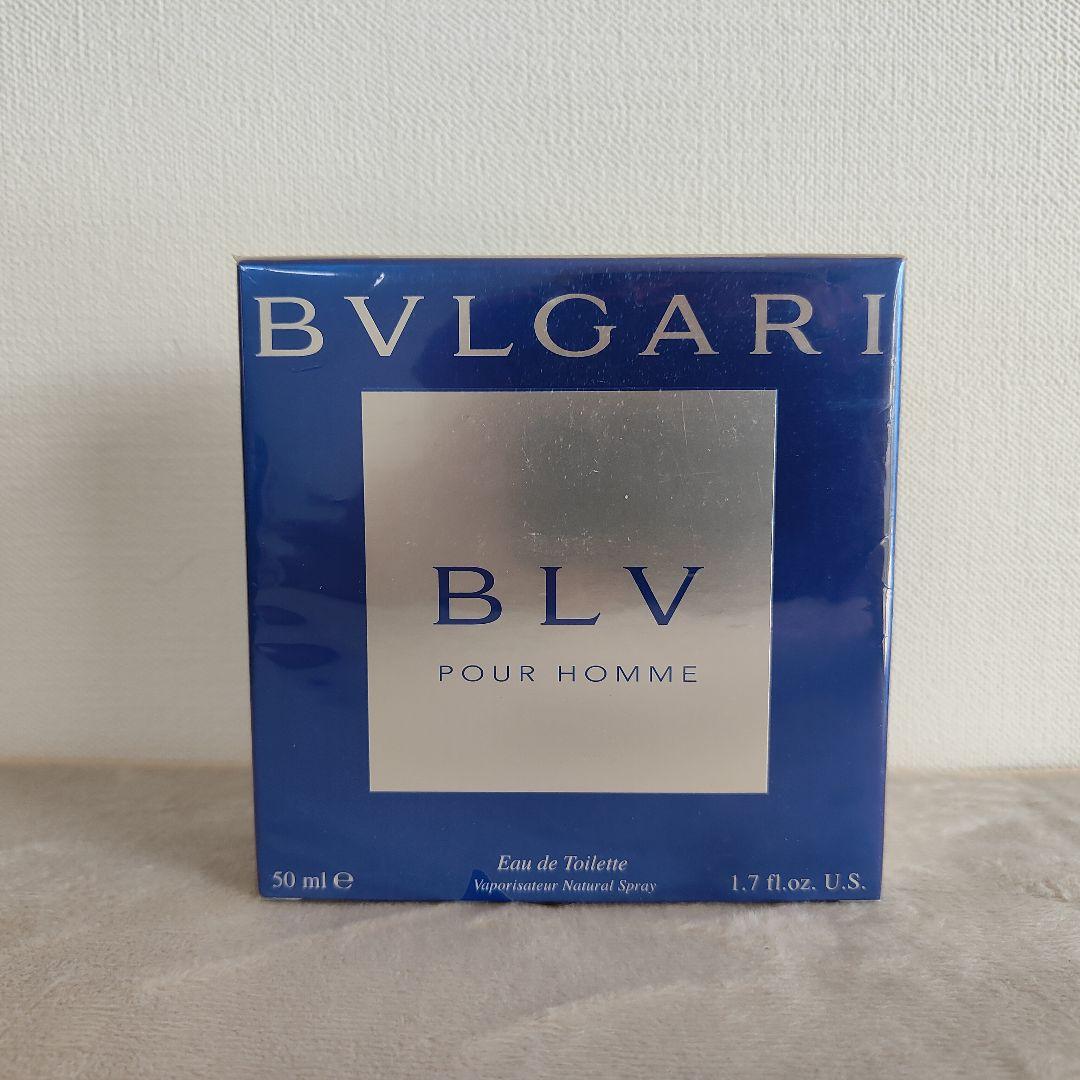 BVLGARI
BLV
POUR HOMME
Eau de Toilette
50 ml ℮ Vaporisateur Natural Spray 1.7 fl.oz. U.S.